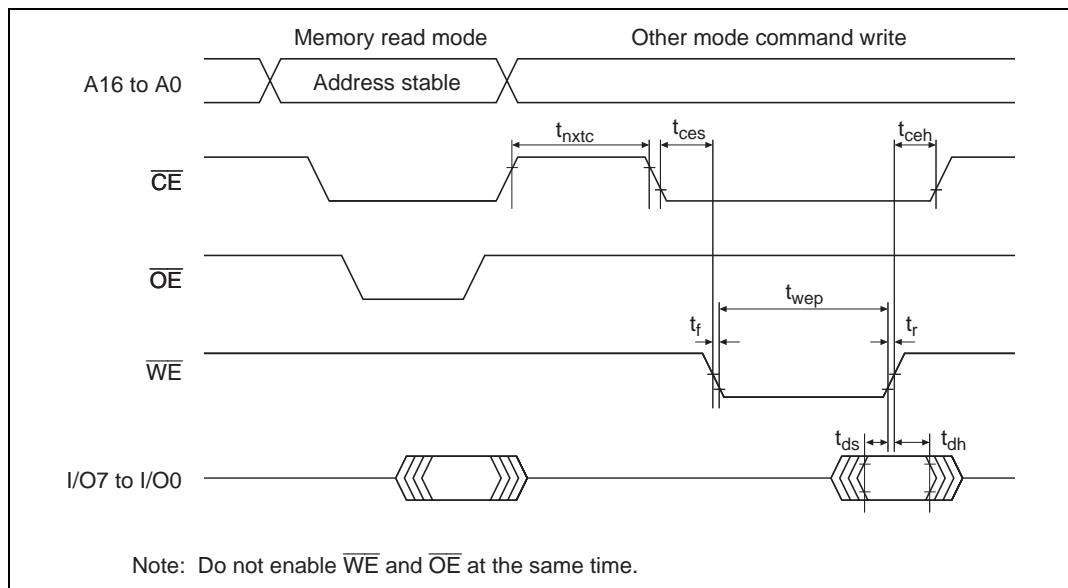 Memory read mode Other mode command write
A16 to A0 Address stable
tnxtc tces tceh
CE
OE
twep
tf tr
WE
tds tdh
I/O7 to I/O0
Note: Do not enable WE and OE at the same time.